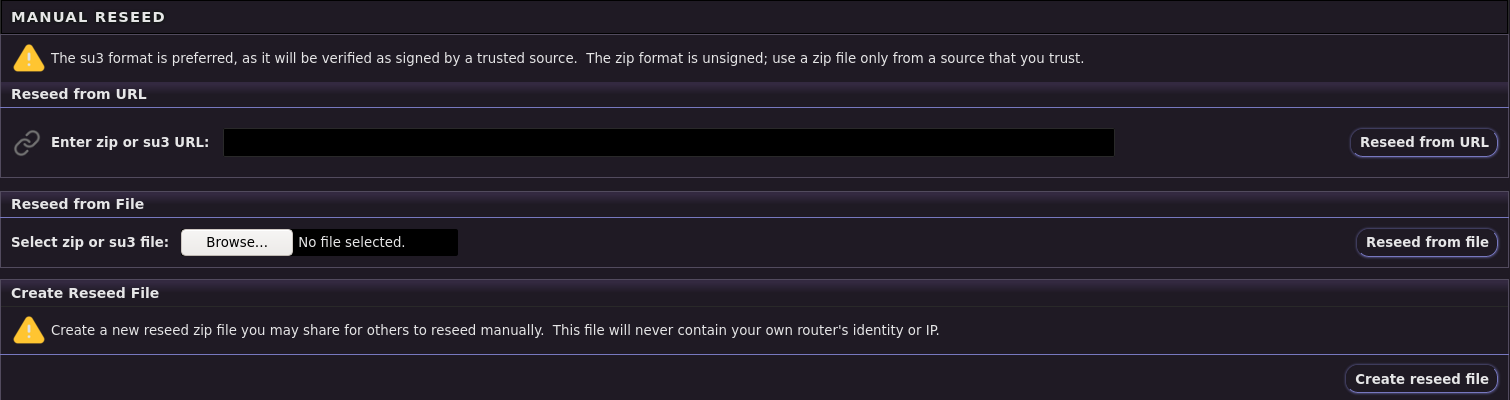 MANUAL RESEED
The su3 format is preferred, as it will be verified as signed by a trusted source.  The zip format is unsigned; use a zip file only from a source that you trust.
Reseed from URL
Enter zip or su3 URL:
Reseed from URL
Reseed from File
Select zip or su3 file: Browse... No file selected.
Reseed from file
Create Reseed File
Create a new reseed zip file you may share for others to reseed manually.  This file will never contain your own router's identity or IP.
Create reseed file